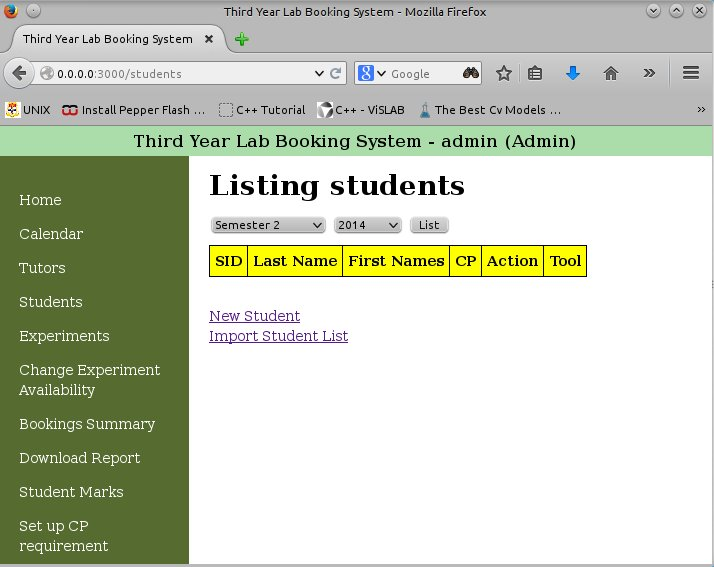 Third Year Lab Booking System - Mozilla Firefox
Third Year Lab Booking System
0.0.0.0:3000/students
Google
UNIX
Install Pepper Flash ...
C++ Tutorial
C++ - ViSLAB
The Best Cv Models ...
Third Year Lab Booking System - admin (Admin)
Home
Calendar
Tutors
Students
Experiments
Change Experiment
Availability
Bookings Summary
Download Report
Student Marks
Set up CP
requirement
Listing students
Semester 2
2014
List
SID Last Name First Names CP Action Tool
New Student
Import Student List